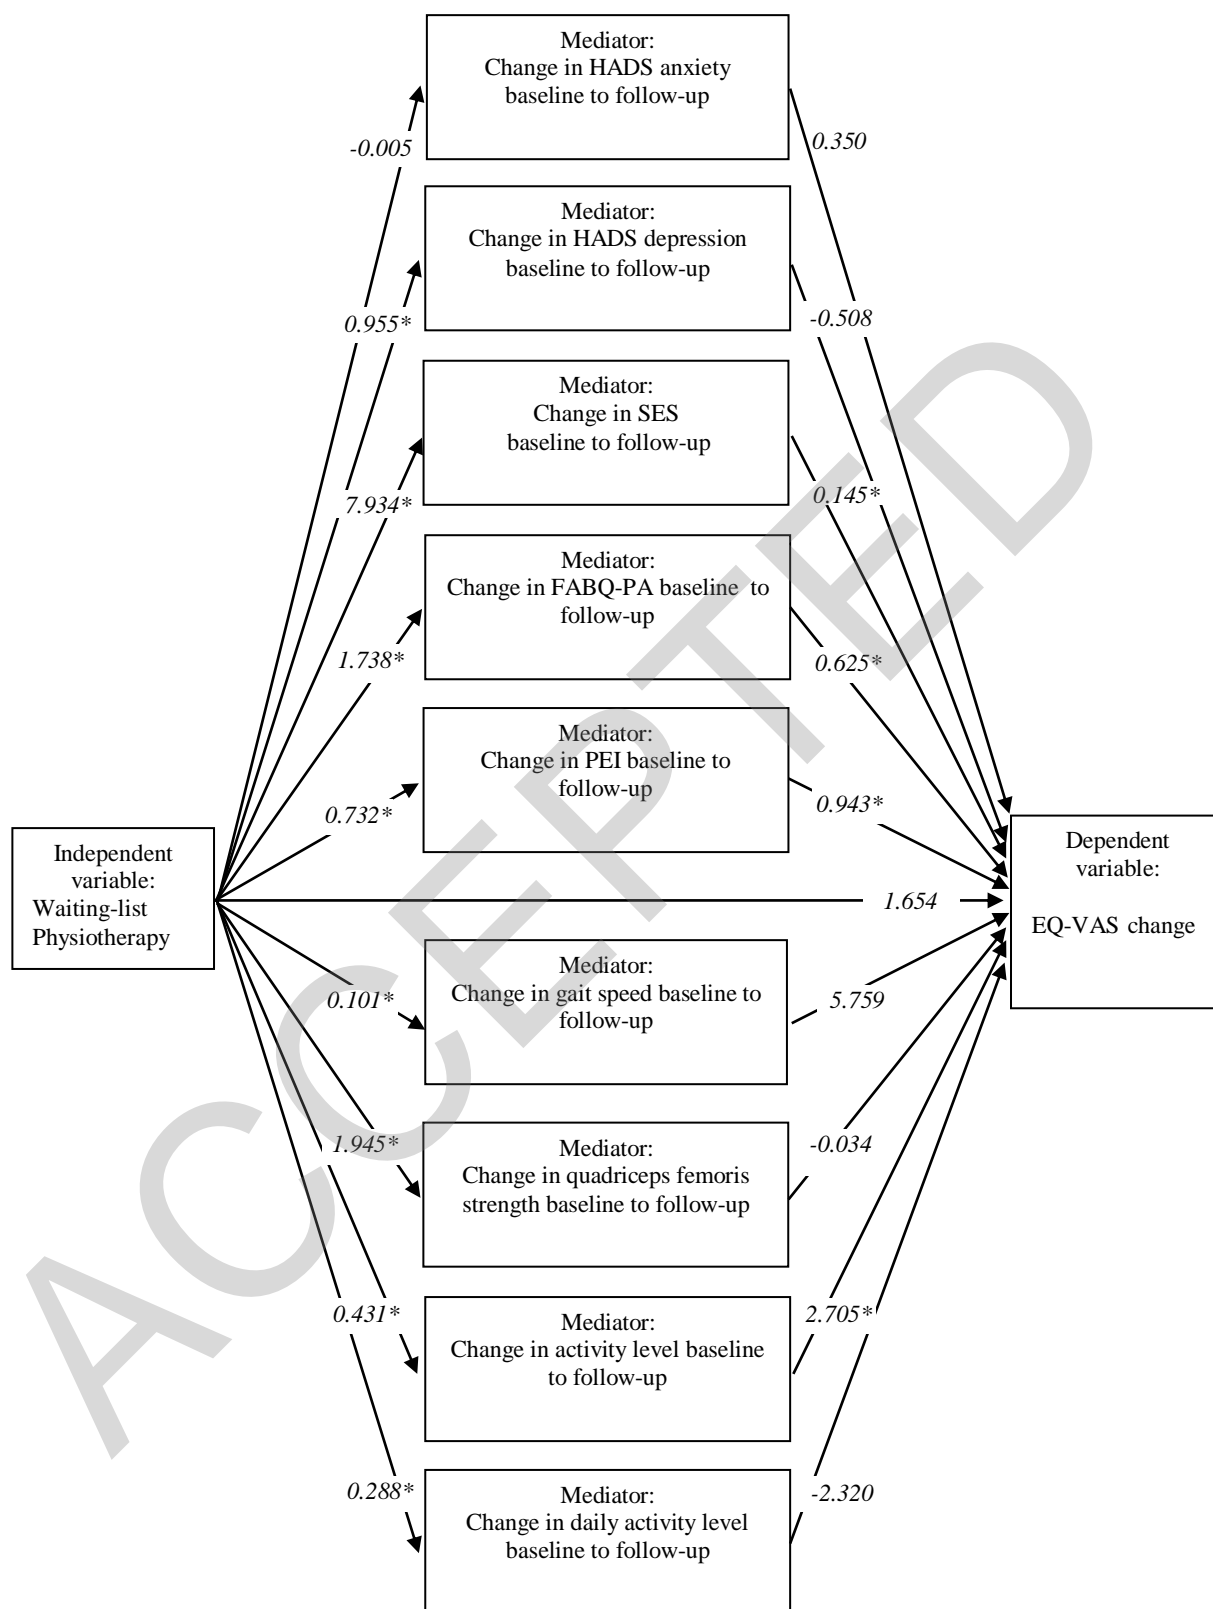 Mediator:
Change in HADS anxiety
baseline to follow-up
-0.005
0.350
Mediator:
Change in HADS depression
baseline to follow-up
0.955*
-0.508
Mediator:
Change in SES
baseline to follow-up
7.934*
0.145*
Mediator:
Change in FABQ-PA baseline to
follow-up
1.738*
0.625*
Mediator:
Change in PEI baseline to
follow-up
0.732*
0.943*
Independent
variable:
Waiting-list
Physiotherapy
1.654
Dependent
variable:
EQ-VAS change
Mediator:
Change in gait speed baseline to
follow-up
0.101*
5.759
Mediator:
Change in quadriceps femoris
strength baseline to follow-up
1.945*
-0.034
Mediator:
Change in activity level baseline
to follow-up
0.431*
2.705*
Mediator:
Change in daily activity level
baseline to follow-up
0.288*
-2.320
ACCEPTED